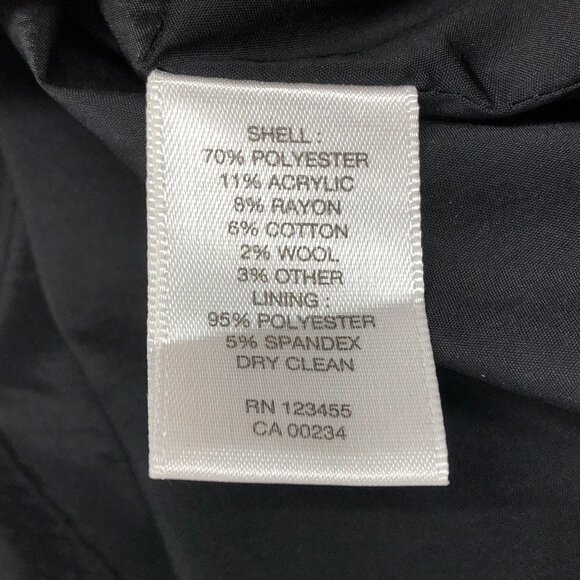 SHELL :
70% POLYESTER
11% ACRYLIC
8% RAYON
6% COTTON
2% WOOL
3% OTHER
LINING :
95% POLYESTER
5% SPANDEX
DRY CLEAN
RN 123455
CA 00234